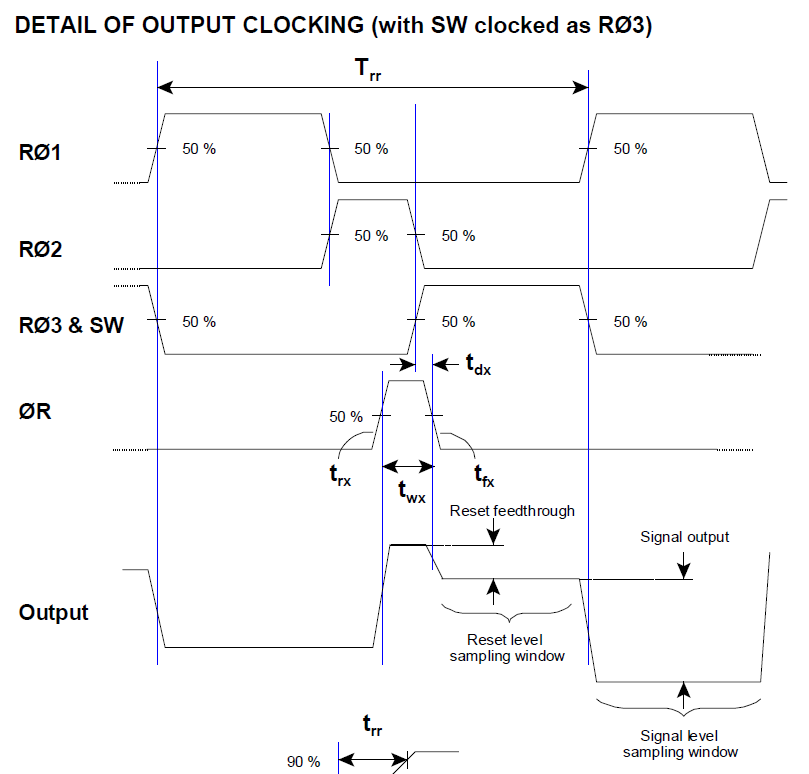 DETAIL OF OUTPUT CLOCKING (with SW clocked as RØ3)
Trr
RØ1
50 %
50 %
50 %
RØ2
50 %
50 %
RØ3 & SW
50 %
50 %
50 %
tdx
ØR
50 %
trx
twx
tfx
Reset feedthrough
Signal output
Output
Reset level
sampling window
Signal level
sampling window
trr
90 %